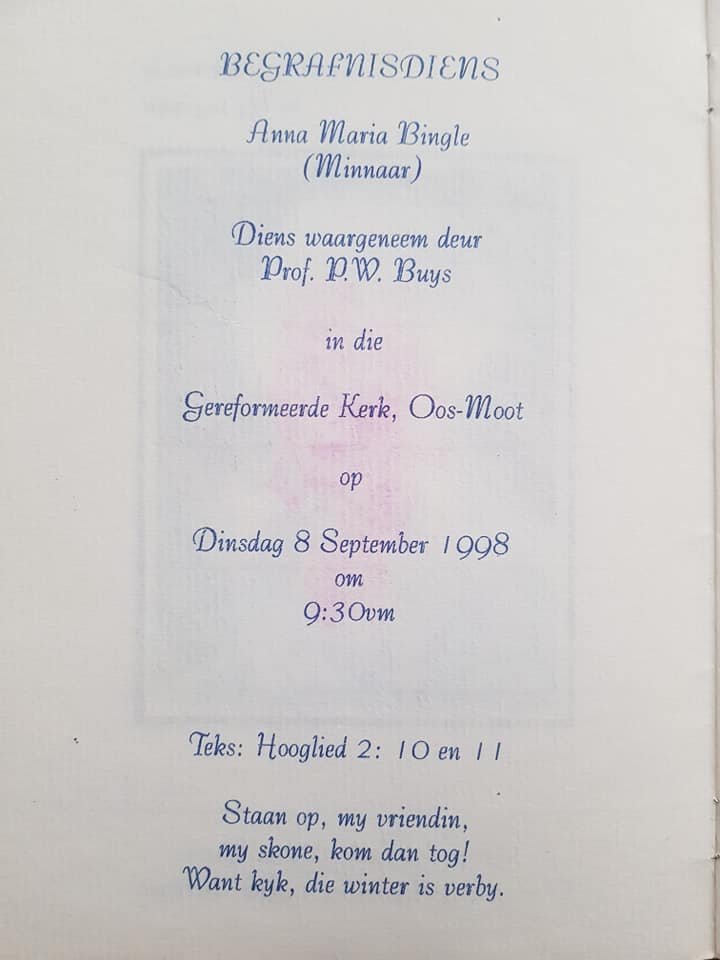 BEGRAFNISDIENS
Anna Maria Bingle
(Minnaar)
Diens waargeneem deur
Prof. P.W. Buys
in die
Gereformeerde Kerk, Oos-Moot
op
Dinsdag 8 September 1998
om
9:30vm
Teks: Hooglied 2: 10 en 11
Staan op, my vriendin,
my skone, kom dan tog!
Want kyk, die winter is verby.